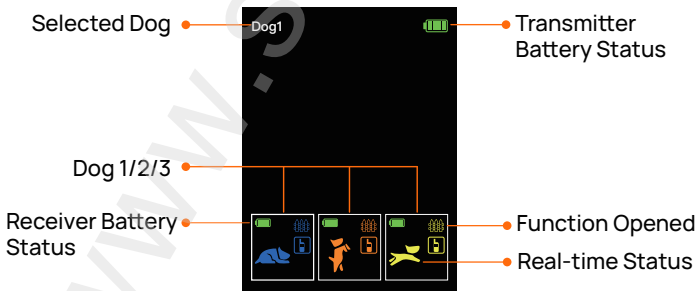 Selected Dog
Dog1
Transmitter
Battery Status
Dog 1/2/3
Receiver Battery
Status
Function Opened
Real-time Status